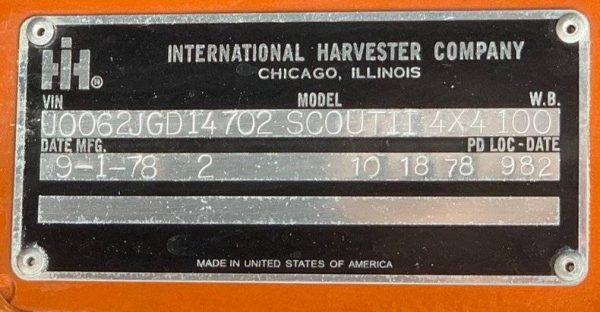 IH®
INTERNATIONAL HARVESTER COMPANY
CHICAGO, ILLINOIS
VIN MODEL W.B.
J0062JGD14702 SCOUTII 4X4 100
DATE MFG. PD LOC-DATE
9-1-78 2 10 18 78 982
MADE IN UNITED STATES OF AMERICA